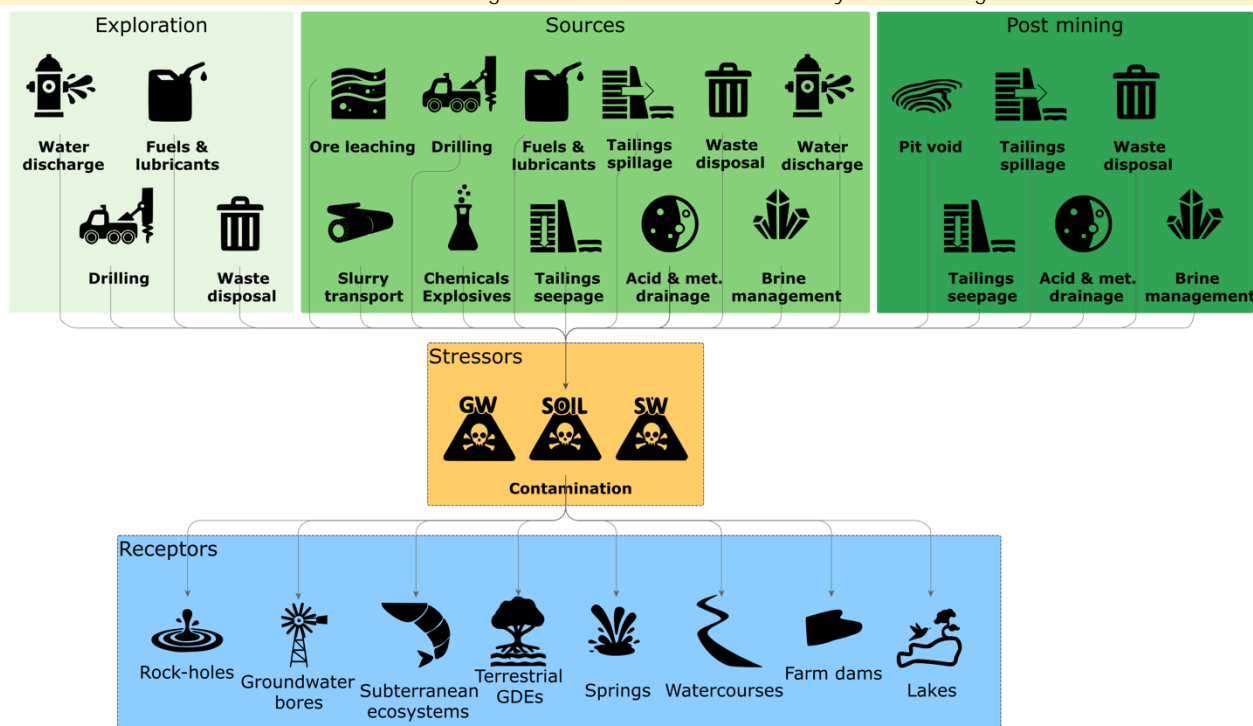 Exploration
Sources
Post mining
Water
discharge
Fuels &
lubricants
Drilling
Waste
disposal
Ore leaching
Drilling
Fuels &
lubricants
Tailings
spillage
Waste
disposal
Water
discharge
Slurry
transport
Chemicals
Explosives
Tailings
seepage
Acid & met.
drainage
Brine
management
Pit void
Tailings
spillage
Waste
disposal
Tailings
seepage
Acid & met.
drainage
Brine
management
Stressors
GW
SOIL
SW
Contamination
Receptors
Rock-holes
Groundwater
bores
Subterranean
ecosystems
Terrestrial
GDEs
Springs
Watercourses
Farm dams
Lakes